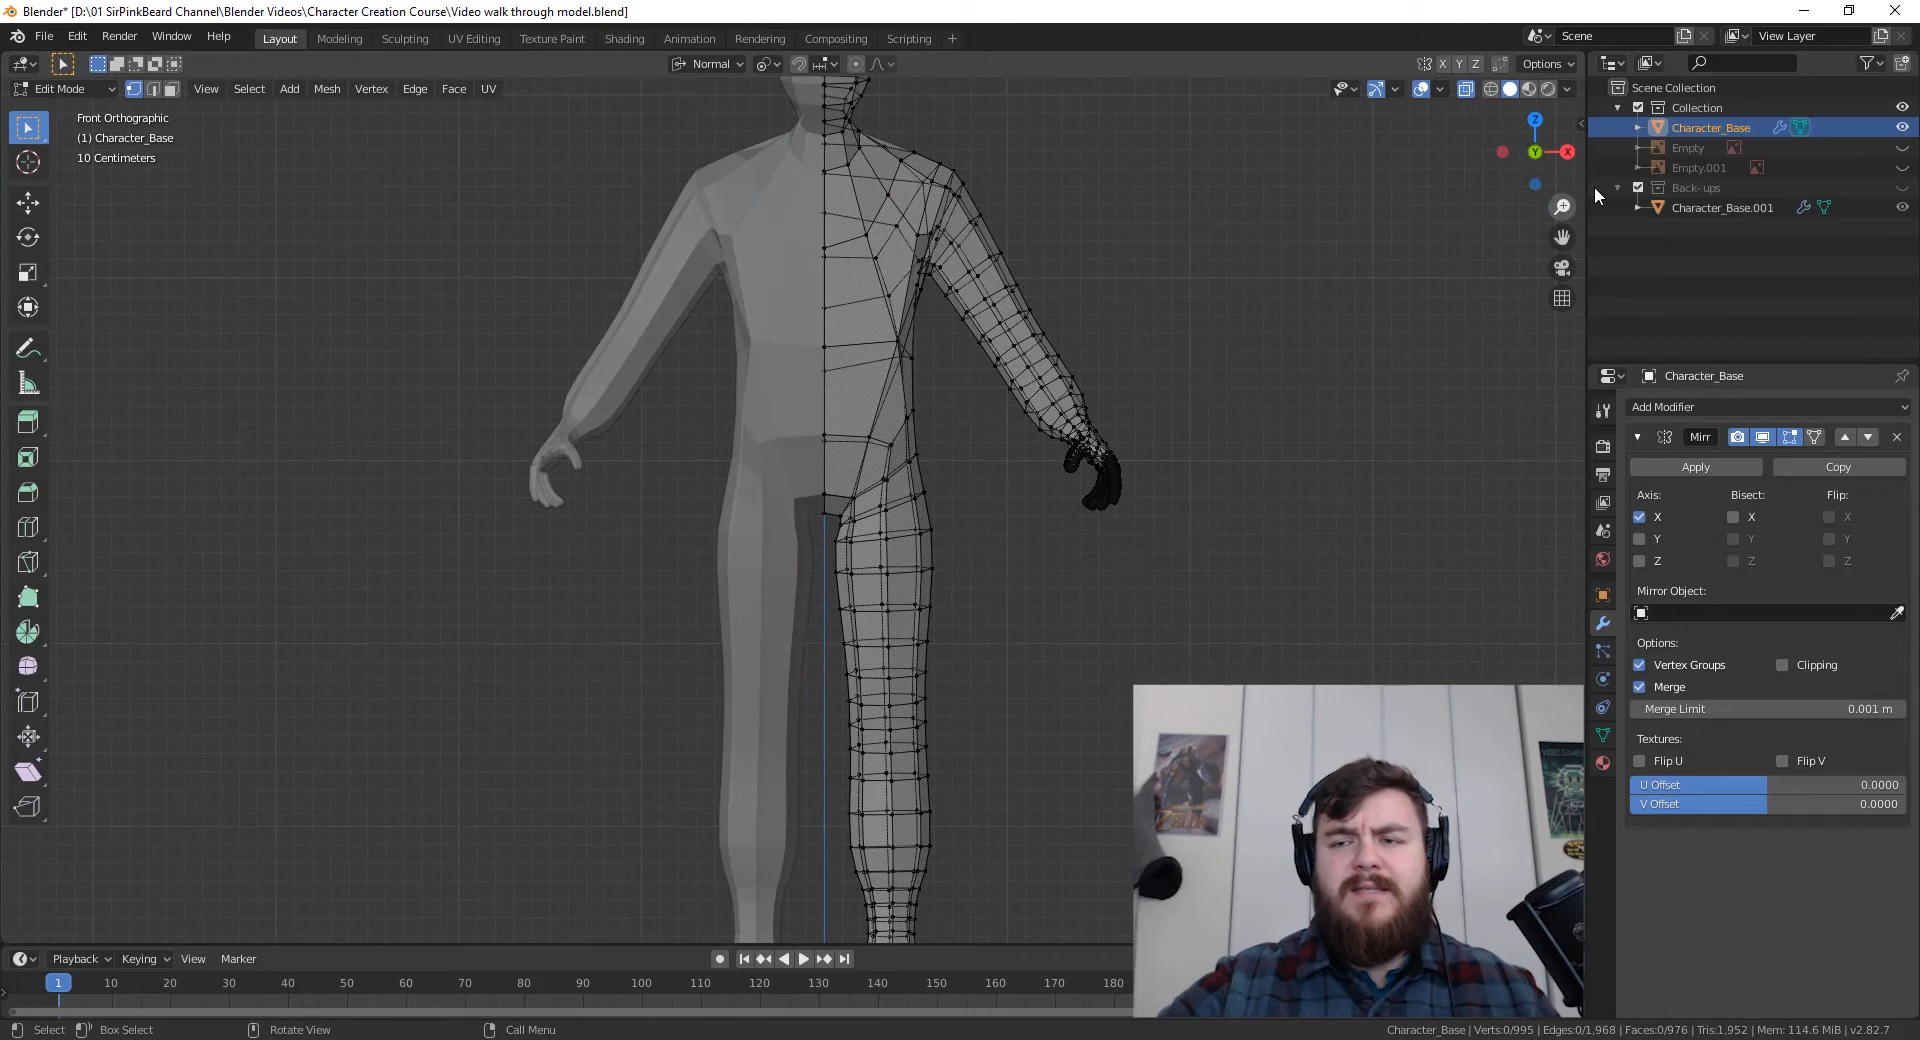 Blender* [D:\01 SirPinkBeard Channel\Blender Videos\Character Creation Course\Video walk through model.blend]
File Edit Render Window Help Layout Modeling Sculpting UV Editing Texture Paint Shading Animation Rendering Compositing Scripting + Scene View Layer
Normal X Y Z Options
Edit Mode View Select Add Mesh Vertex Edge Face UV
Front Orthographic
(1) Character_Base
10 Centimeters
Z
Y
X
Scene Collection
Collection
Character_Base
Empty
Empty.001
Back-ups
Character_Base.001
Character_Base
Add Modifier
Mirr
Apply Copy
Axis: Bisect: Flip:
X X X
Y Y Y
Z Z Z
Mirror Object:
Options:
Vertex Groups Clipping
Merge
Merge Limit 0.001 m
Textures:
Flip U Flip V
U Offset 0.0000
V Offset 0.0000
Playback Keying View Marker
1 10 20 30 40 50 60 70 80 90 100 110 120 130 140 150 160 170 180
Select Box Select Rotate View Call Menu
Character_Base | Verts:0/995 | Edges:0/1,968 | Faces:0/976 | Tris:1,952 | Mem: 114.6 MiB | v2.82.7